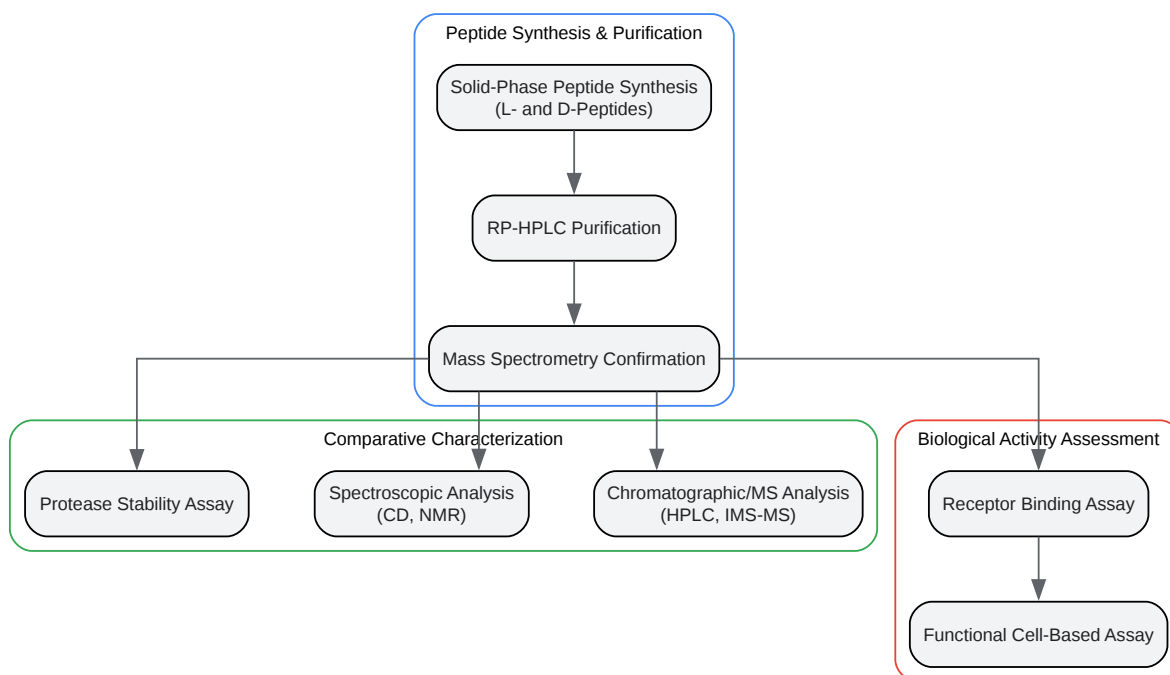 Peptide Synthesis & Purification
Solid-Phase Peptide Synthesis
(L- and D-Peptides)
RP-HPLC Purification
Mass Spectrometry Confirmation
Comparative Characterization
Biological Activity Assessment
Protease Stability Assay
Spectroscopic Analysis
(CD, NMR)
Chromatographic/MS Analysis
(HPLC, IMS-MS)
Receptor Binding Assay
Functional Cell-Based Assay